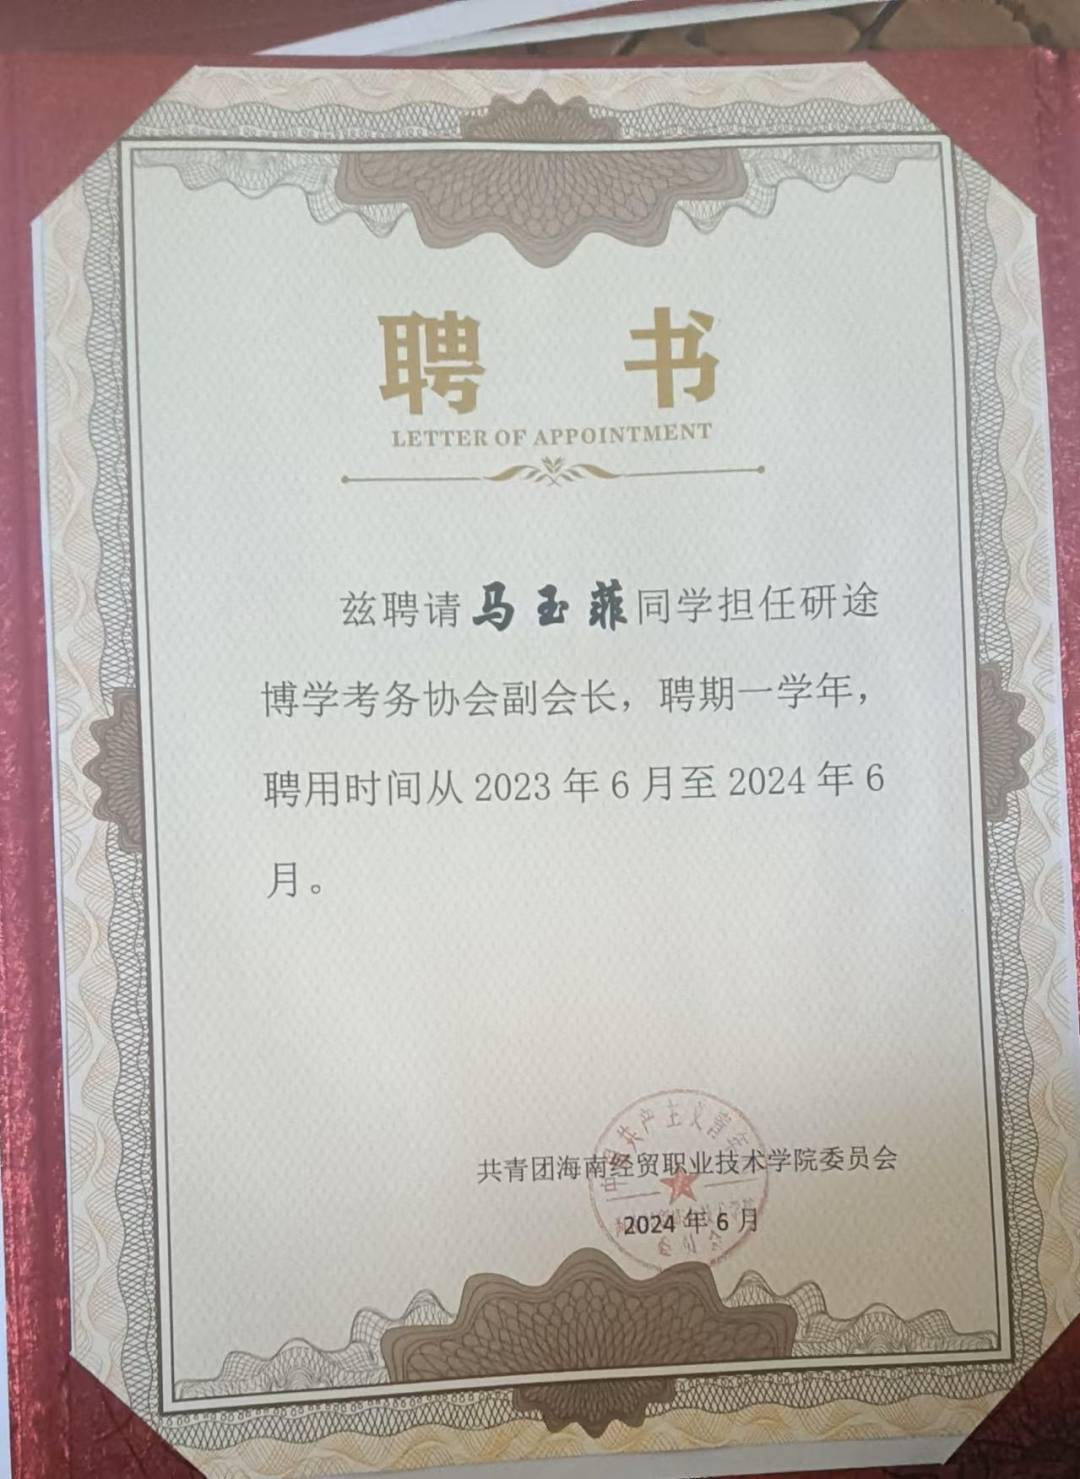 聘书
LETTER OF APPOINTMENT
兹聘请马玉菲同学担任研途
博学考务协会副会长，聘期一学年，
聘用时间从2023年6月至2024年6
月。
共青团海南经贸职业技术学院委员会
2024年6月